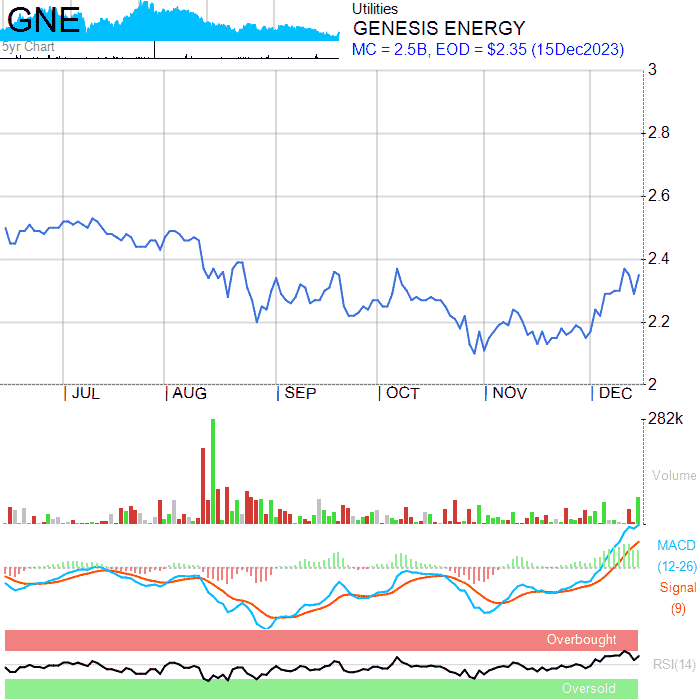 GNE
5yr Chart
Utilities
GENESIS ENERGY
MC = 2.5B, EOD = $2.35 (15Dec2023)
3
2.8
2.6
2.4
2.2
2
JUL AUG SEP OCT NOV DEC
282k
Volume
MACD
(12-26)
Signal
(9)
Overbought
RSI(14)
Oversold